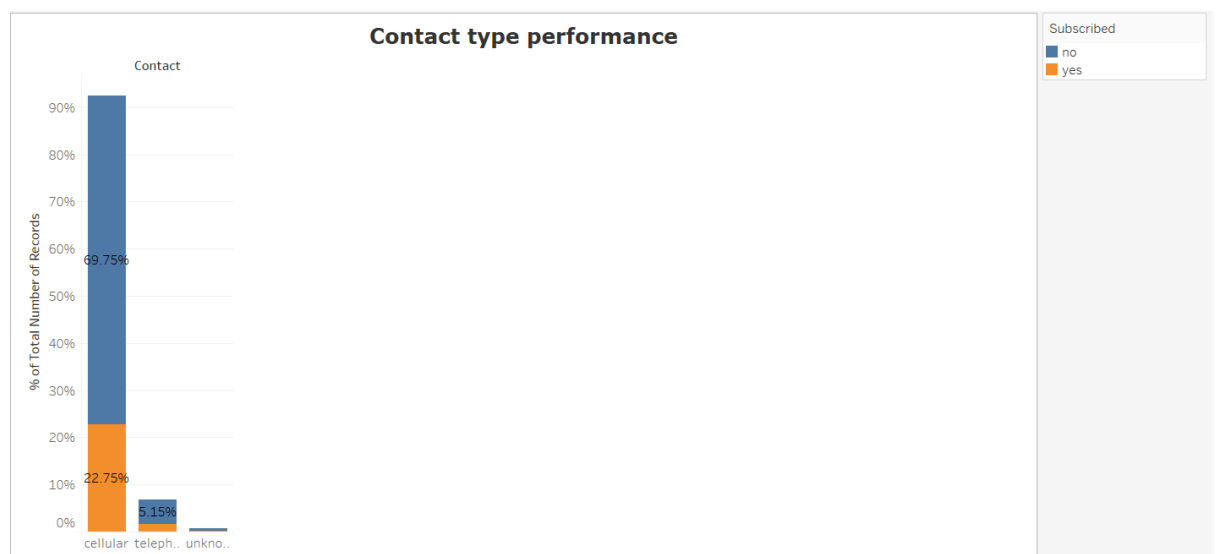 Contact type performance
Subscribed
no
yes
Contact
% of Total Number of Records
90%
80%
70%
60%
50%
40%
30%
20%
10%
0%
69.75%
22.75%
5.15%
cellular teleph.. unkno..